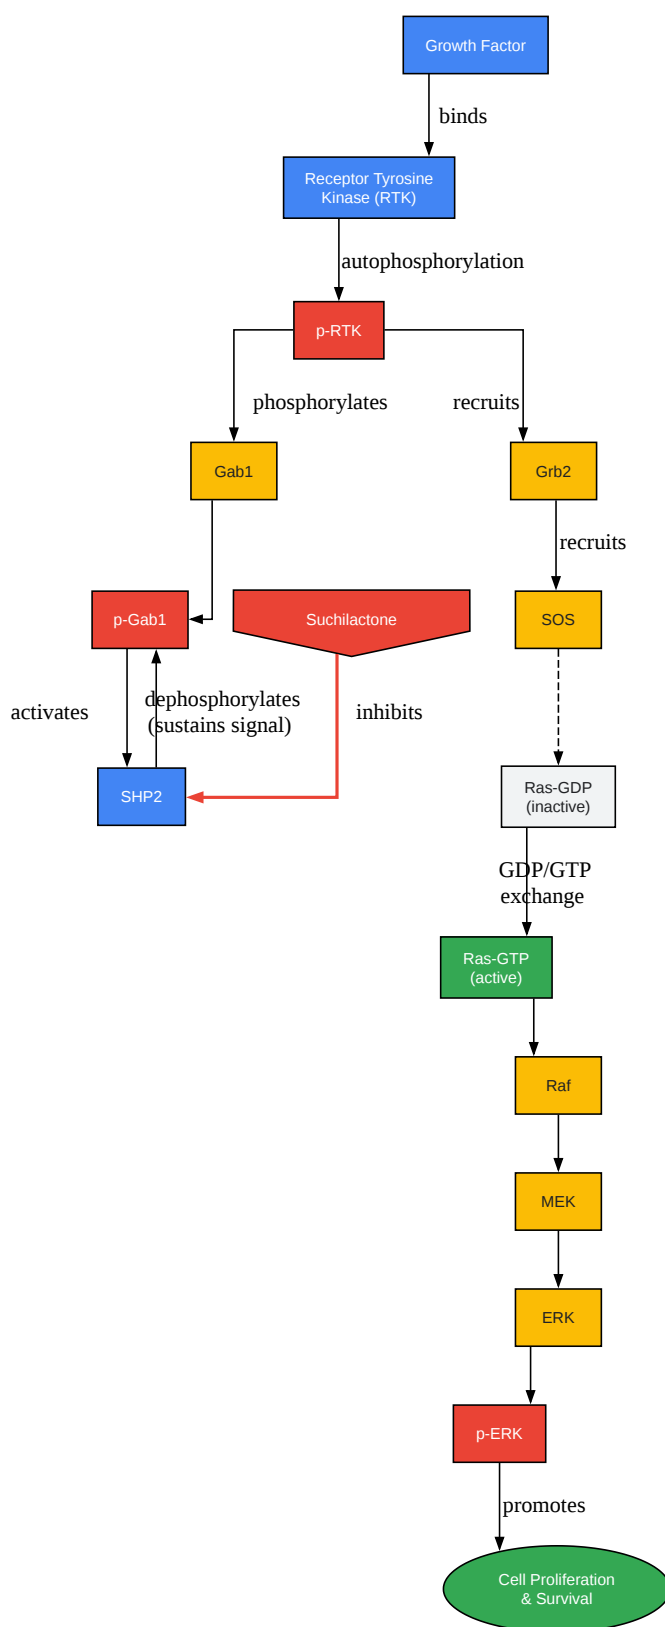 Growth Factor
binds
Receptor Tyrosine
Kinase (RTK)
autophosphorylation
p-RTK
phosphorylates
recruits
Gab1
Grb2
recruits
p-Gab1
Suchilactone
SOS
activates
dephosphorylates
(sustains signal)
inhibits
SHP2
Ras-GDP
(inactive)
GDP/GTP
exchange
Ras-GTP
(active)
Raf
MEK
ERK
p-ERK
promotes
Cell Proliferation
& Survival